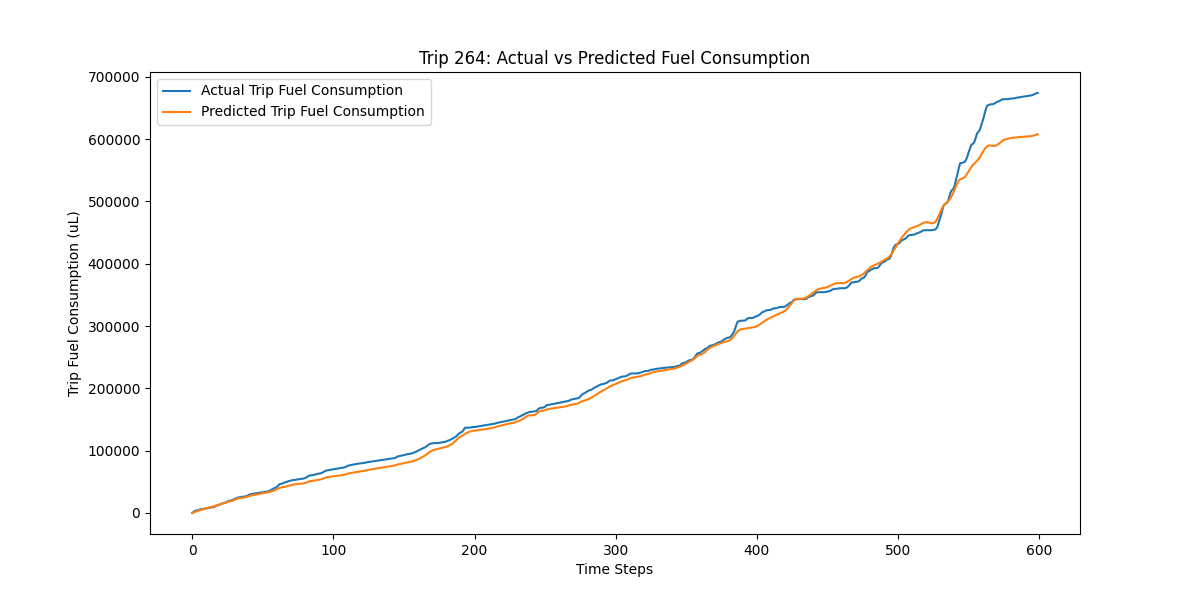 Trip 264: Actual vs Predicted Fuel Consumption
Actual Trip Fuel Consumption
Predicted Trip Fuel Consumption
Trip Fuel Consumption (uL)
700000
600000
500000
400000
300000
200000
100000
0
0 100 200 300 400 500 600
Time Steps